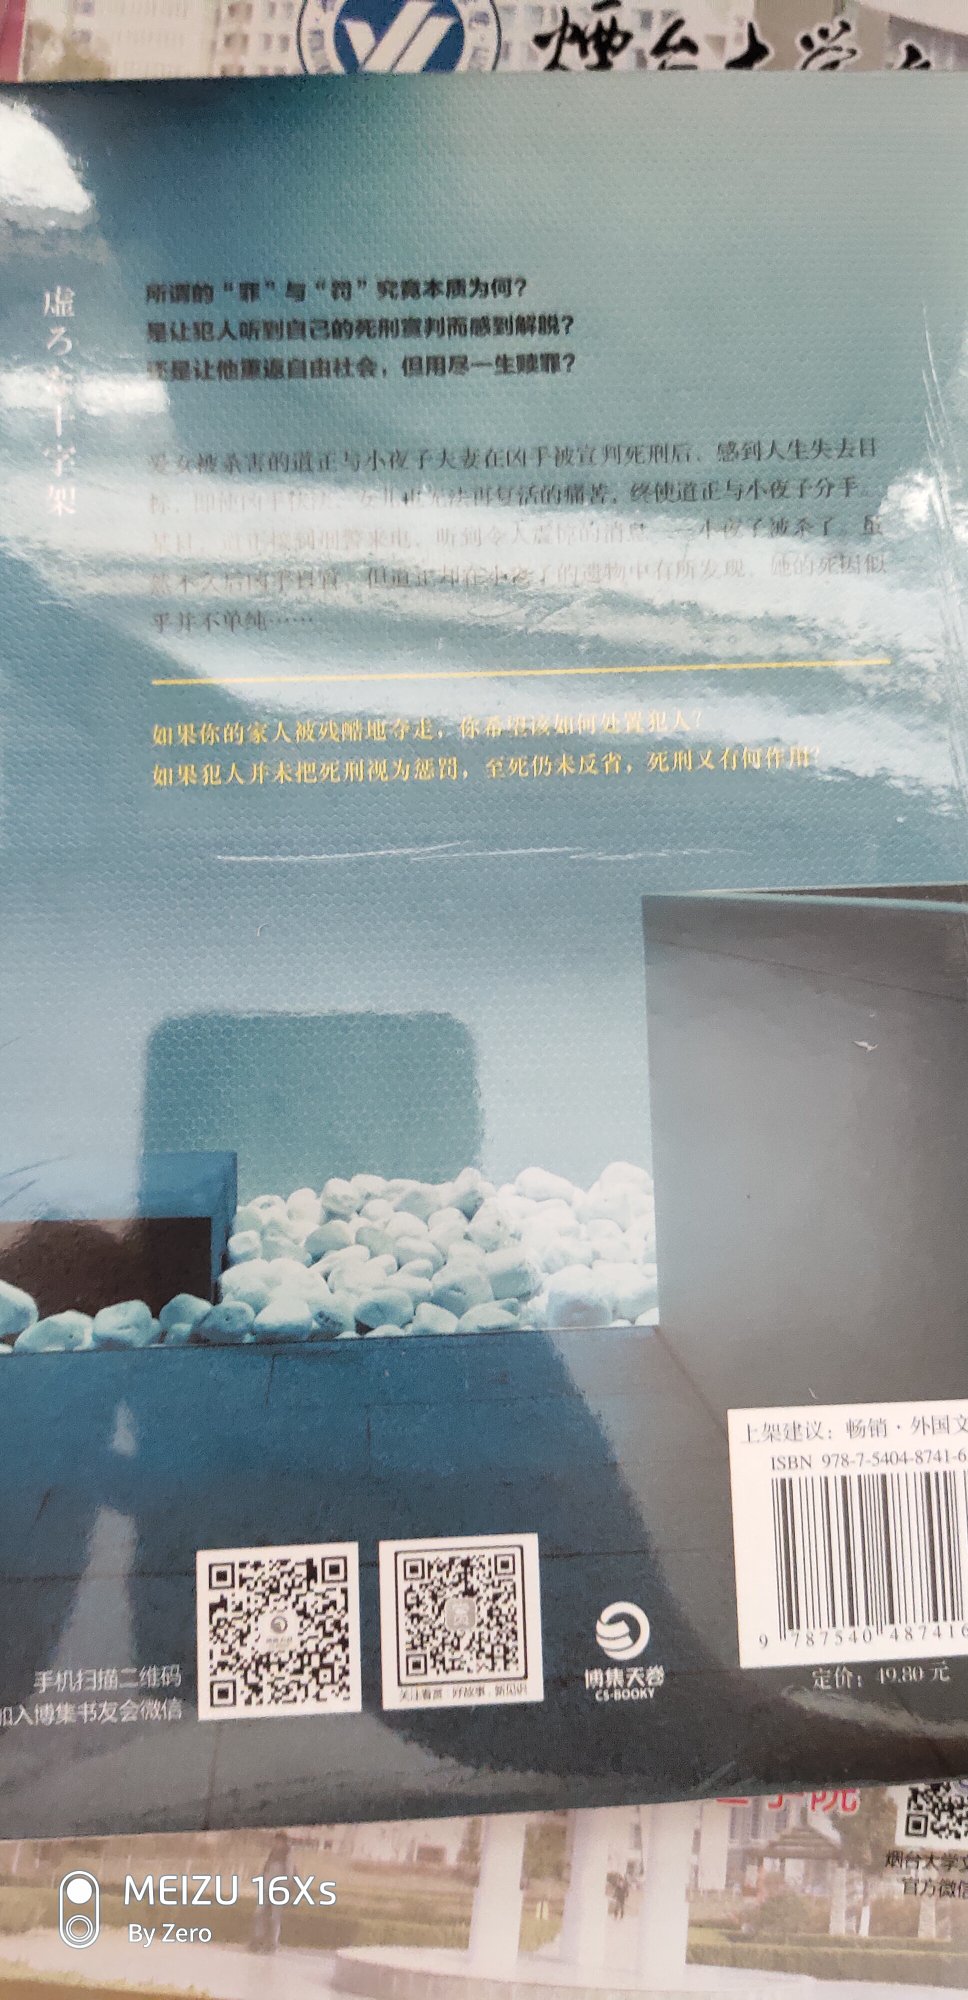 烟台大学
虚ろな十字架
所谓的“罪”与“罚”究竟本质为何？
是让犯人听到自己的死刑宣判而感到解脱？
还是让他重返自由社会，但用尽一生赎罪？
爱女被杀害的道正与小夜子夫妻在凶手被宣判死刑后，感到人生失去目
标，即使凶手伏法，女儿也无法再复活的痛苦，终使道正与小夜子分手。
某日，道正接到刑警来电，听到令人震惊的消息——小夜子被杀了。虽
然不久后凶手自首，但道正却在小夜子的遗物中有所发现，她的死因似
乎并不单纯……
如果你的家人被残酷地夺走，你希望该如何处置犯人？
如果犯人并未把死刑视为惩罚，至死仍未反省，死刑又有何作用？
上架建议：畅销·外国文
ISBN 978-7-5404-8741-6
9 787540 487416
定价：49.80 元
手机扫描二维码
加入博集书友会微信
关注看点 好故事 新知识
博集天卷
CS-BOOKY
学院
烟台大学文
官方微信
MEIZU 16Xs
By Zero